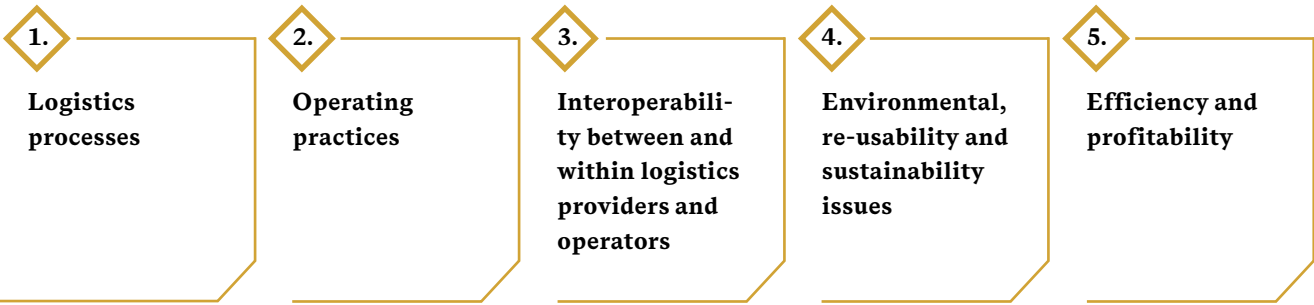 1.
Logistics
processes
2.
Operating
practices
3.
Interoperabili-
ty between and
within logistics
providers and
operators
4.
Environmental,
re-usability and
sustainability
issues
5.
Efficiency and
profitability